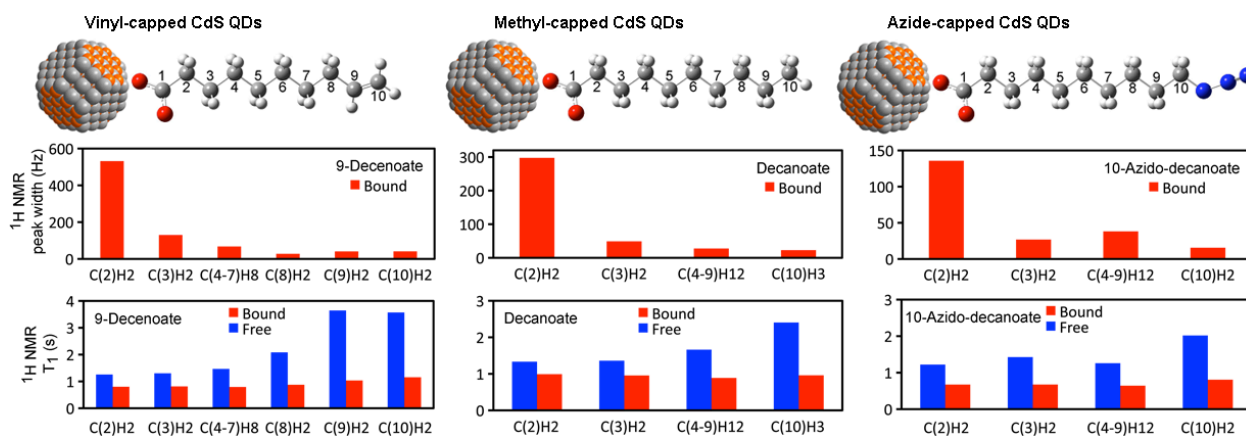 Vinyl-capped CdS QDs
1
2
3
4
5
6
7
8
9
10
¹H NMR
peak width (Hz)
600
400
200
0
9-Decenoate
Bound
C(2)H2 C(3)H2 C(4-7)H8 C(8)H2 C(9)H2 C(10)H2
¹H NMR
T₁ (s)
4
3
2
1
0
9-Decenoate
Bound
Free
C(2)H2 C(3)H2 C(4-7)H8 C(8)H2 C(9)H2 C(10)H2
Methyl-capped CdS QDs
1
2
3
4
5
6
7
8
9
10
300
200
100
0
Decanoate
Bound
C(2)H2 C(3)H2 C(4-9)H12 C(10)H3
3
2
1
0
Decanoate
Bound
Free
C(2)H2 C(3)H2 C(4-9)H12 C(10)H3
Azide-capped CdS QDs
1
2
3
4
5
6
7
8
9
10
150
100
50
0
10-Azido-decanoate
Bound
C(2)H2 C(3)H2 C(4-9)H12 C(10)H2
3
2
1
0
10-Azido-decanoate
Bound
Free
C(2)H2 C(3)H2 C(4-9)H12 C(10)H2